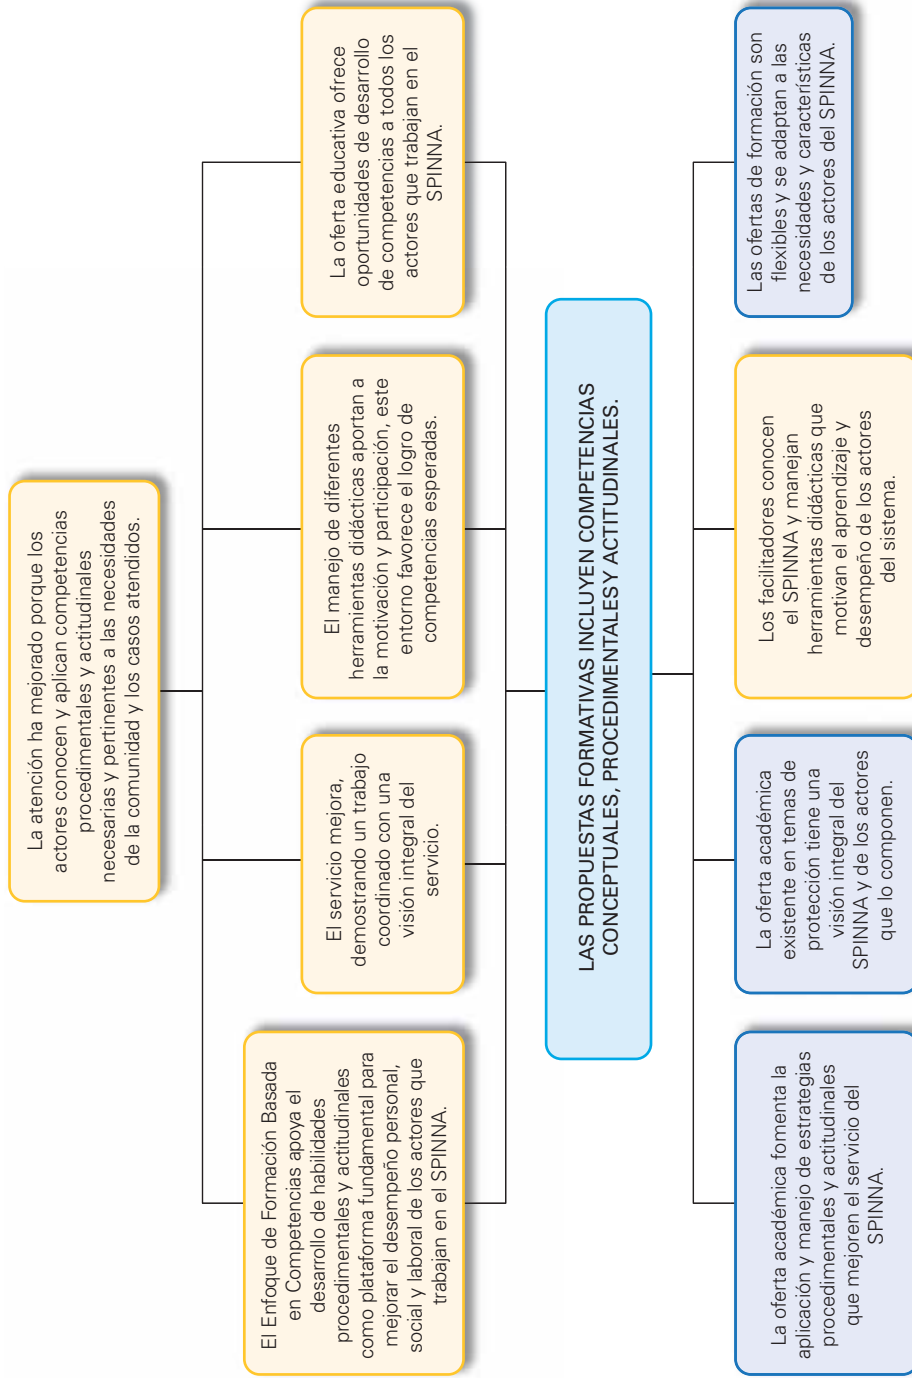 La atención ha mejorado porque los
actores conocen y aplican competencias
procedimentales y actitudinales
necesarias y pertinentes a las necesidades
de la comunidad y los casos atendidos.
El Enfoque de Formación Basada
en Competencias apoya el
desarrollo de habilidades
procedimentales y actitudinales
como plataforma fundamental para
mejorar el desempeño personal,
social y laboral de los actores que
trabajan en el SPINNA.
El servicio mejora,
demostrando un trabajo
coordinado con una
visión integral del
servicio.
El manejo de diferentes
herramientas didácticas aportan a
la motivación y participación, este
entorno favorece el logro de
competencias esperadas.
La oferta educativa ofrece
oportunidades de desarrollo
de competencias a todos los
actores que trabajan en el
SPINNA.
LAS PROPUESTAS FORMATIVAS INCLUYEN COMPETENCIAS
CONCEPTUALES, PROCEDIMENTALESY ACTITUDINALES.
La oferta académica fomenta la
aplicación y manejo de estrategias
procedimentales y actitudinales
que mejoren el servicio del
SPINNA.
La oferta académica
existente en temas de
protección tiene una
visión integral del
SPINNA y de los actores
que lo componen.
Los facilitadores conocen
el SPINNA y manejan
herramientas didácticas que
motivan el aprendizaje y
desempeño de los actores
del sistema.
Las ofertas de formación son
flexibles y se adaptan a las
necesidades y características
de los actores del SPINNA.